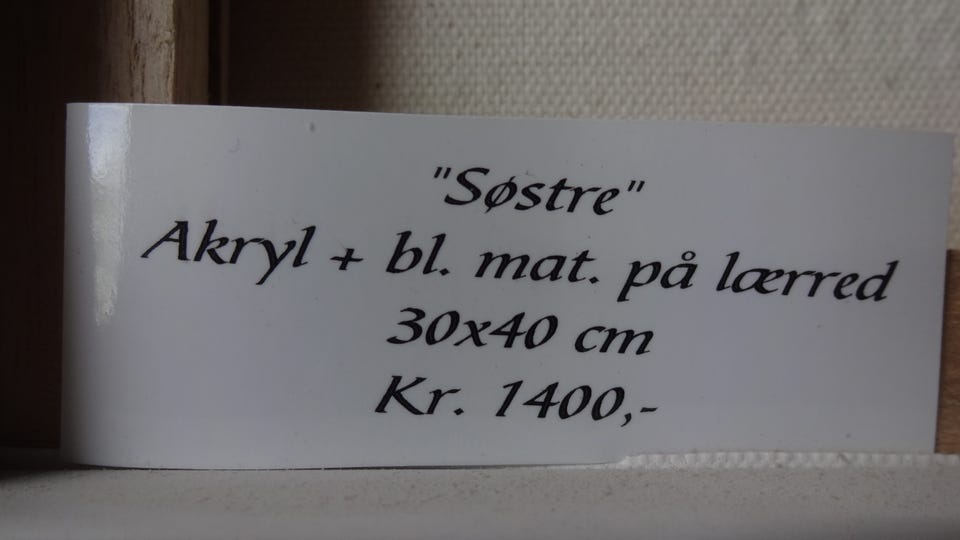 "Søstre"
Akryl + bl. mat. på lærred
30x40 cm
Kr. 1400,-